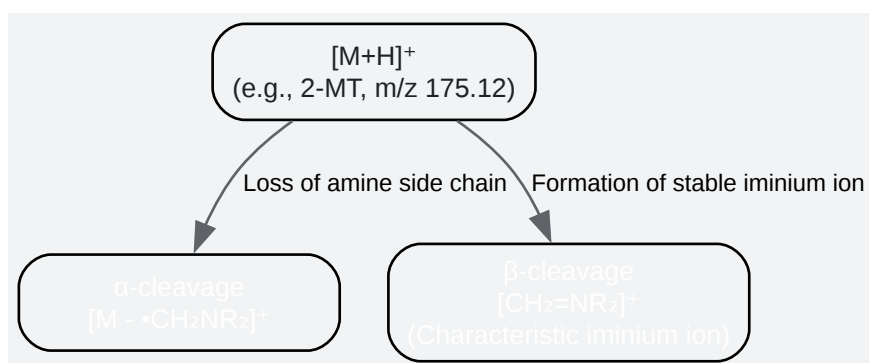 [M+H]⁺
(e.g., 2-MT, m/z 175.12)
Loss of amine side chain
Formation of stable iminium ion
α-cleavage
[M - •CH₂NR₂]⁺
β-cleavage
[CH₂=NR₂]⁺
(Characteristic iminium ion)